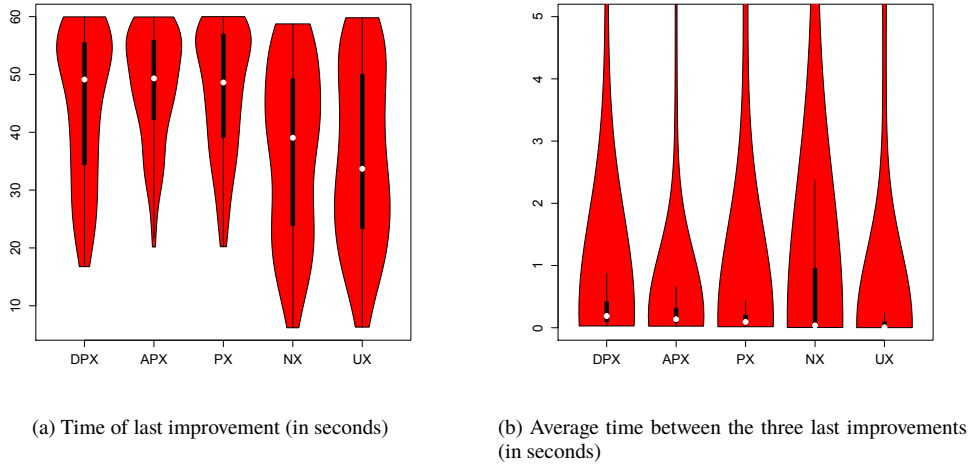 60
50
40
30
20
10
DPX APX PX NX UX
5
4
3
2
1
0
DPX APX PX NX UX
(a) Time of last improvement (in seconds)
(b) Average time between the three last improvements
(in seconds)